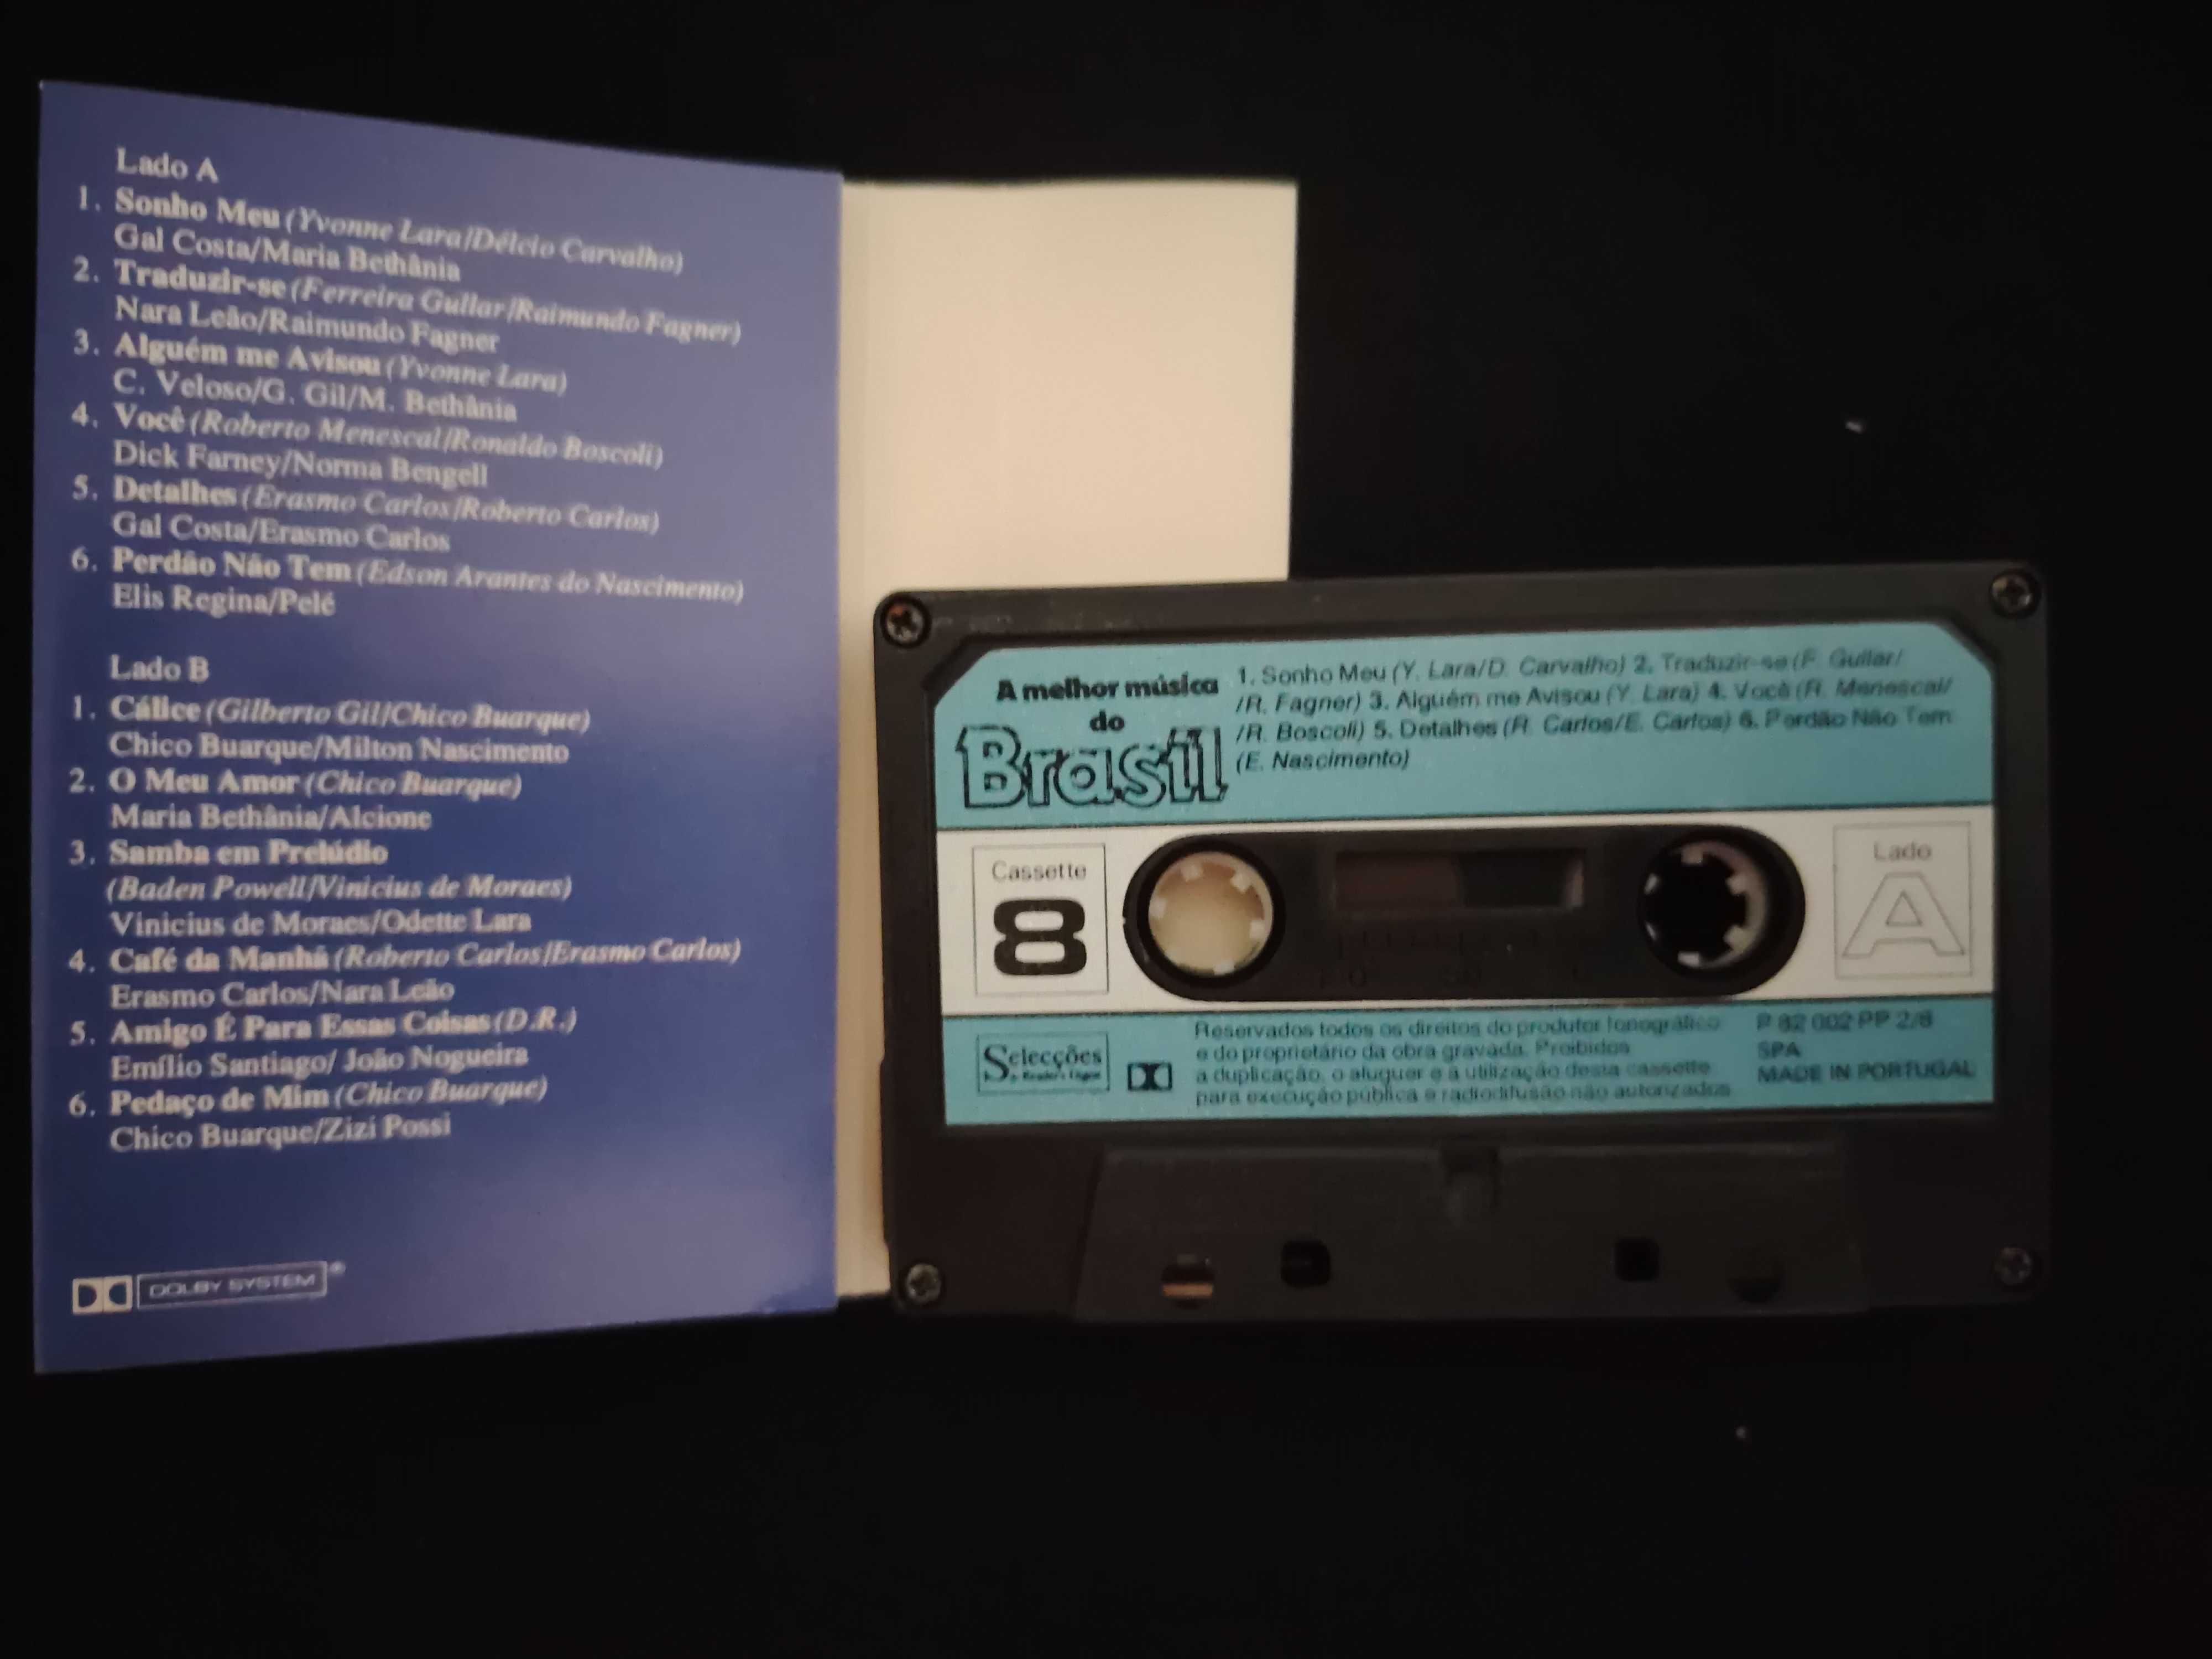 Lado A
1. Sonho Meu (Yvonne Lara/Délcio Carvalho)
Gal Costa/Maria Bethânia
2. Traduzir-se (Ferreira Gullar/Raimundo Fagner)
Nara Leão/Raimundo Fagner
3. Alguém me Avisou (Yvonne Lara)
C. Veloso/G. Gil/M. Bethânia
4. Você (Roberto Menescal/Ronaldo Boscoli)
Dick Farney/Norma Bengell
5. Detalhes (Erasmo Carlos/Roberto Carlos)
Gal Costa/Erasmo Carlos
6. Perdão Não Tem (Edson Arantes do Nascimento)
Elis Regina/Pelé
Lado B
1. Cálice (Gilberto Gil/Chico Buarque)
Chico Buarque/Milton Nascimento
2. O Meu Amor (Chico Buarque)
Maria Bethânia/Alcione
3. Samba em Prelúdio
(Baden Powell/Vinicius de Moraes)
Vinicius de Moraes/Odette Lara
4. Café da Manhã (Roberto Carlos/Erasmo Carlos)
Erasmo Carlos/Nara Leão
5. Amigo É Para Essas Coisas (D.R.)
Emílio Santiago/ João Nogueira
6. Pedaço de Mim (Chico Buarque)
Chico Buarque/Zizi Possi
DOLBY SYSTEM®
A melhor música
do
Brasil
1. Sonho Meu (Y. Lara/D. Carvalho) 2. Traduzir-se (F. Gullar/
/R. Fagner) 3. Alguém me Avisou (Y. Lara) 4. Você (R. Menescal/
/R. Boscoli) 5. Detalhes (R. Carlos/E. Carlos) 6. Perdão Não Tem
(E. Nascimento)
Cassette
8
Lado
A
Selecções
do Reader's Digest
Reservados todos os direitos do produtor fonográfico
e do proprietário da obra gravada. Proibidos
a duplicação, o aluguer e a utilização desta cassette
para execução pública e radiodifusão não autorizados
P 82 002 PP 2/8
SPA
MADE IN PORTUGAL